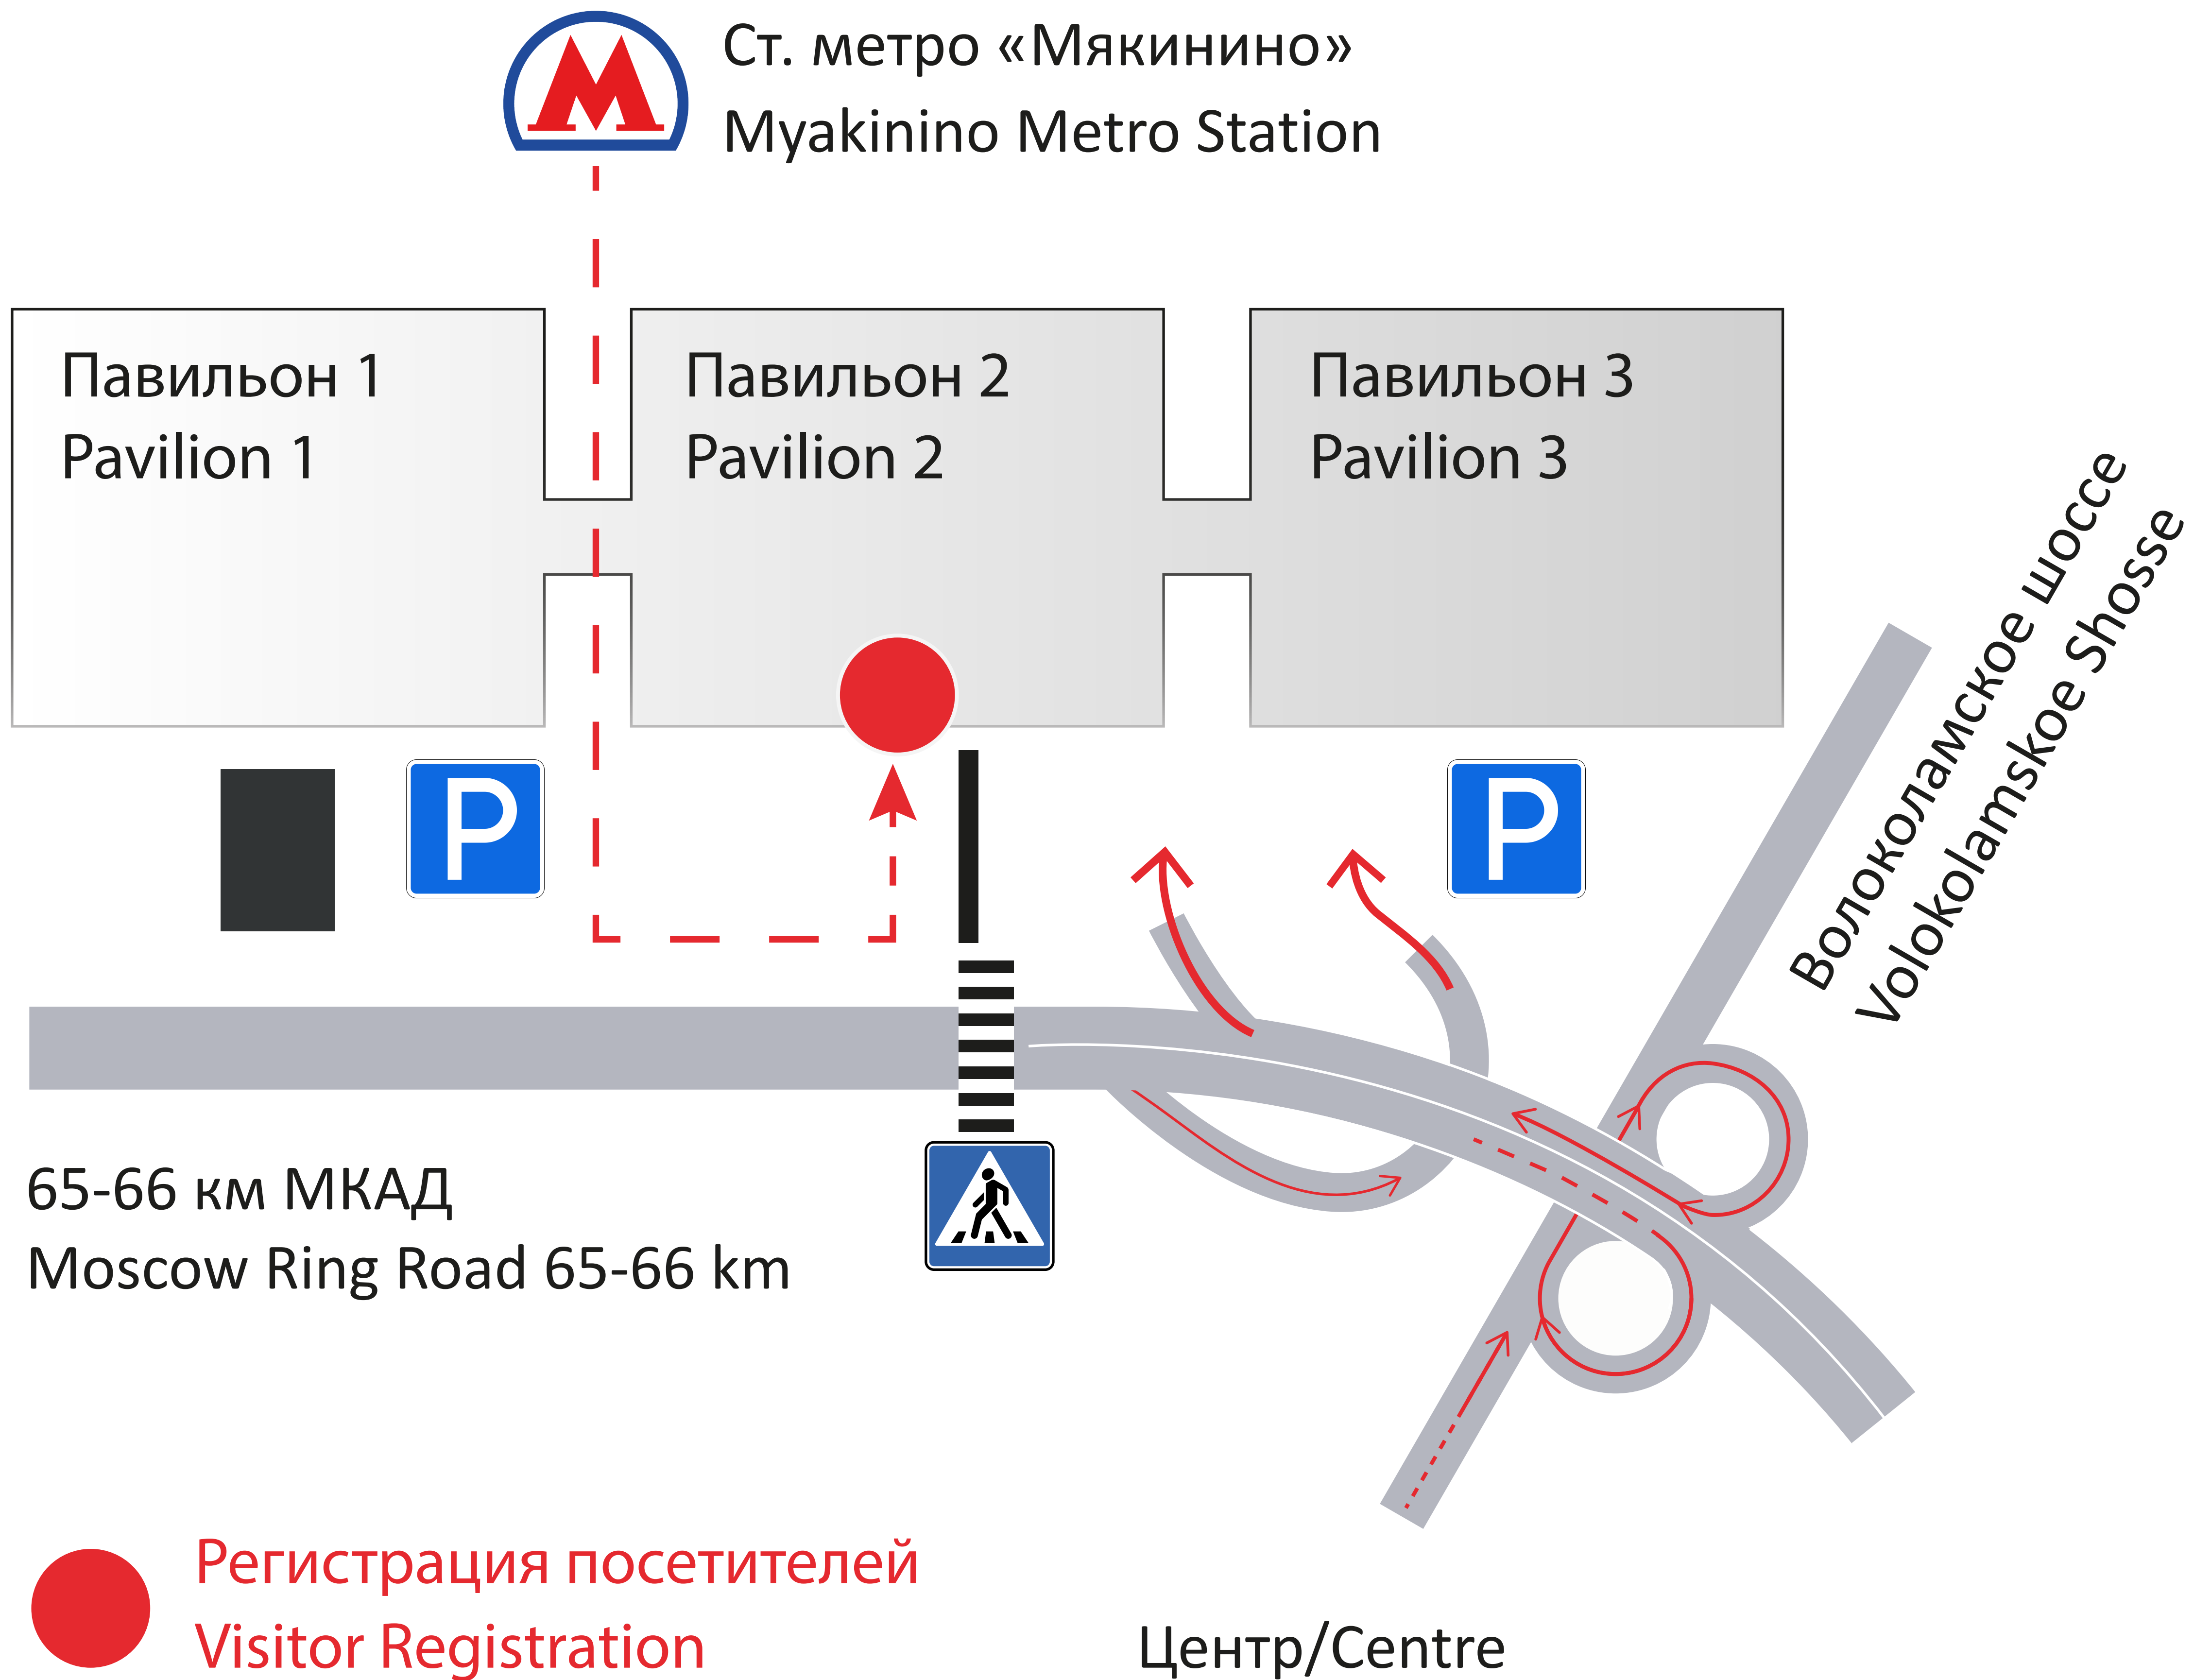 М
Ст. метро «Мякинино»
Myakinino Metro Station
Павильон 1
Pavilion 1
Павильон 2
Pavilion 2
Павильон 3
Pavilion 3
Волоколамское шоссе
Volokolamskoe Shosse
P
P
65-66 км МКАД
Moscow Ring Road 65-66 km
Регистрация посетителей
Visitor Registration
Центр/Centre